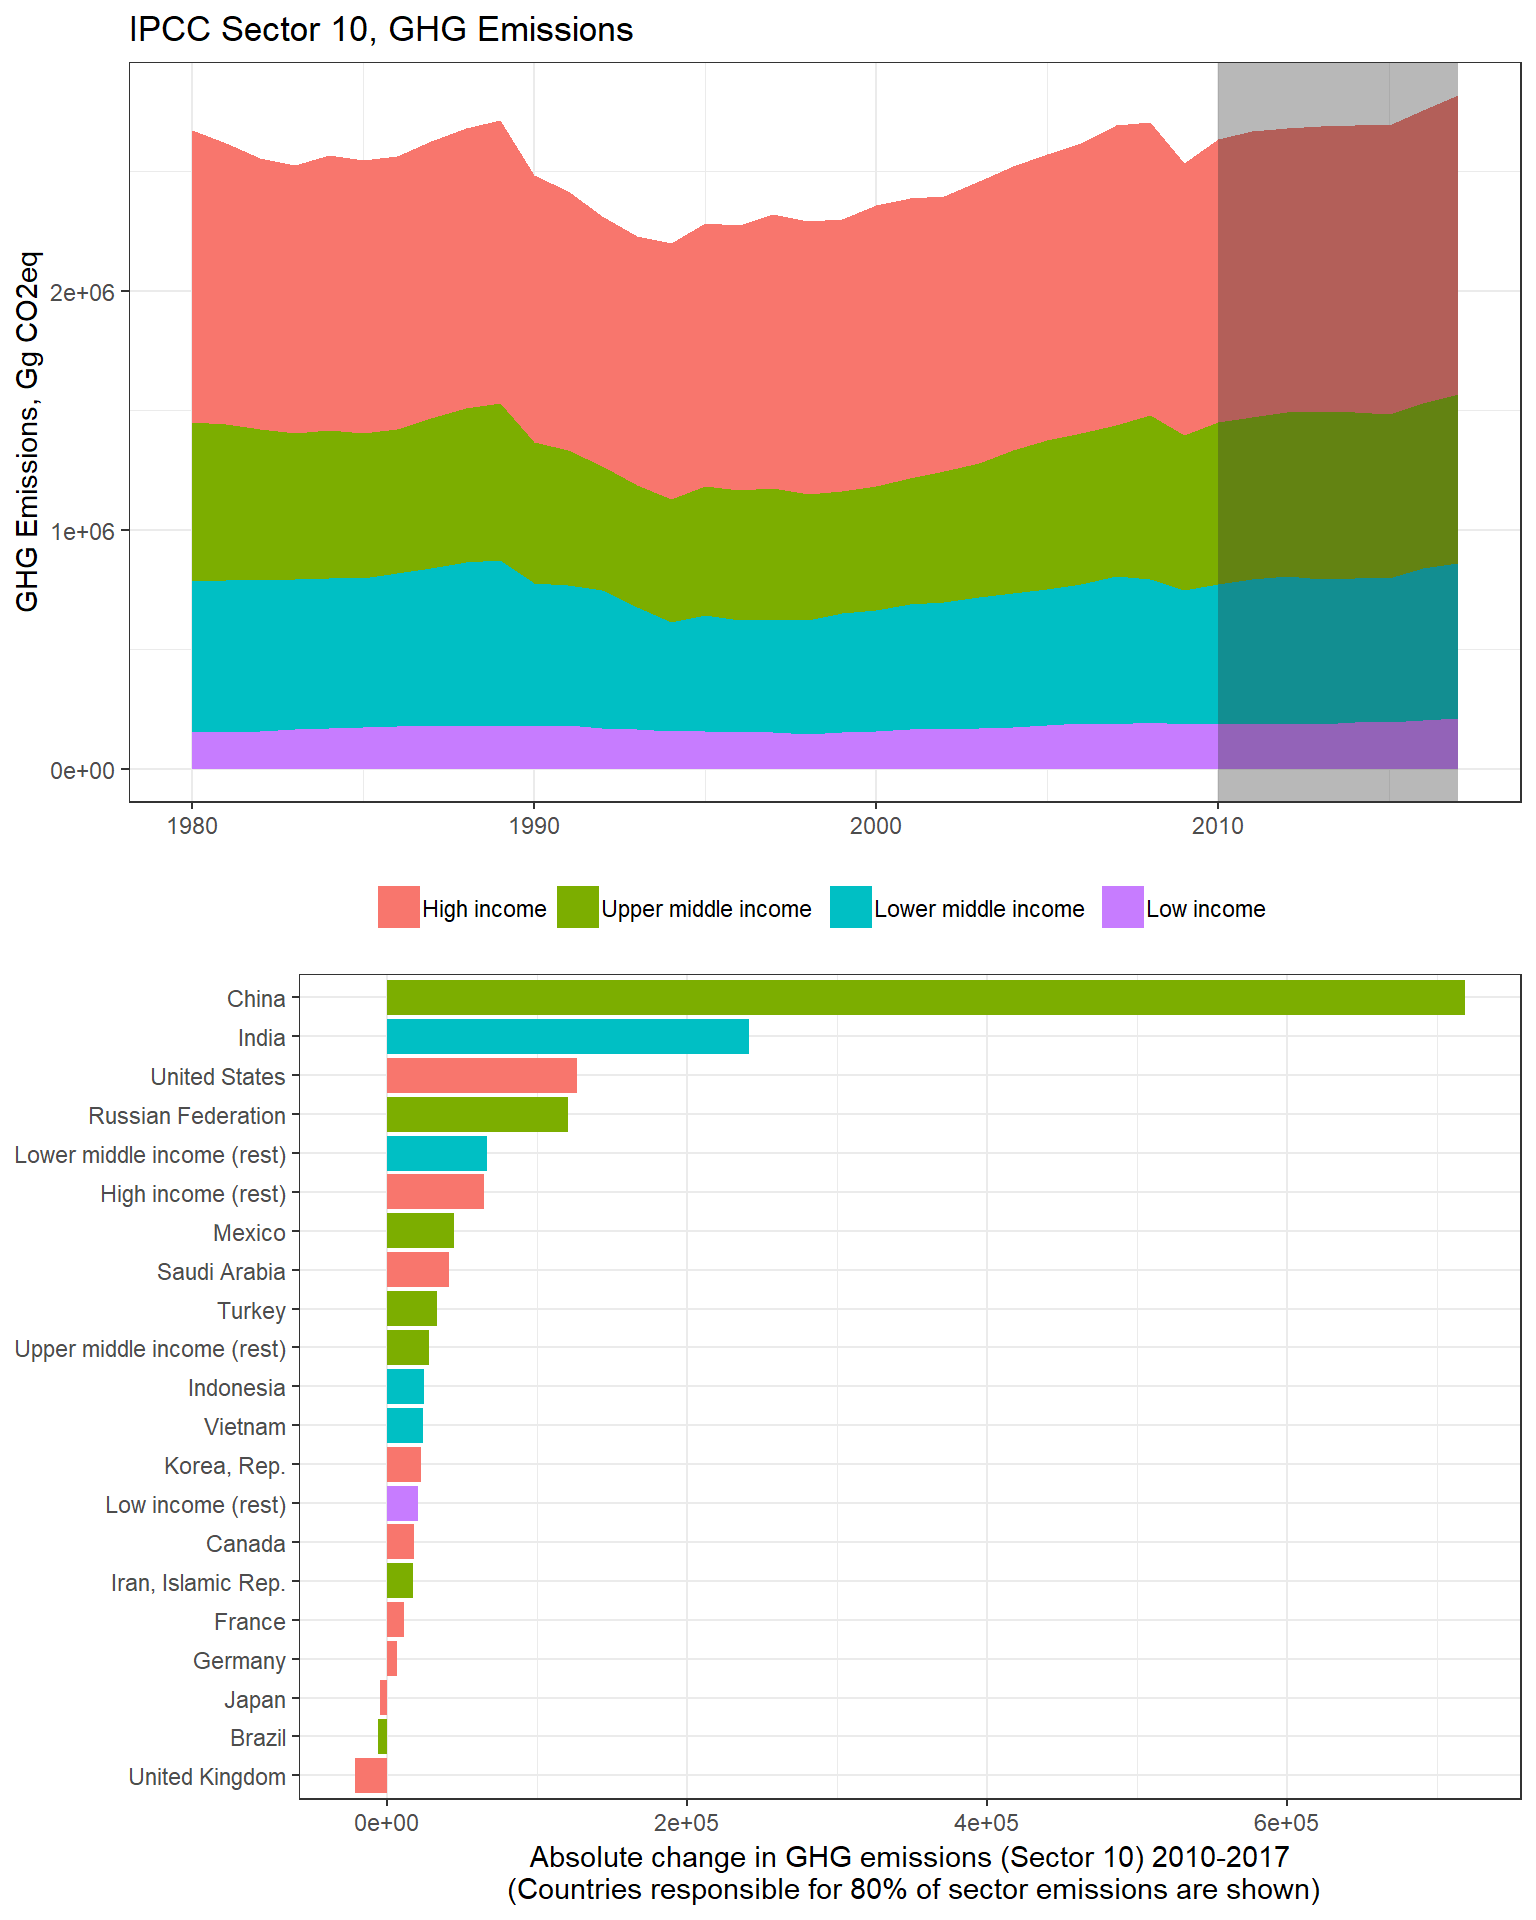 IPCC Sector 10, GHG Emissions
GHG Emissions, Gg CO2eq
2e+06
1e+06
0e+00
1980 1990 2000 2010
High income Upper middle income Lower middle income Low income
China
India
United States
Russian Federation
Lower middle income (rest)
High income (rest)
Mexico
Saudi Arabia
Turkey
Upper middle income (rest)
Indonesia
Vietnam
Korea, Rep.
Low income (rest)
Canada
Iran, Islamic Rep.
France
Germany
Japan
Brazil
United Kingdom
0e+00 2e+05 4e+05 6e+05
Absolute change in GHG emissions (Sector 10) 2010-2017
(Countries responsible for 80% of sector emissions are shown)